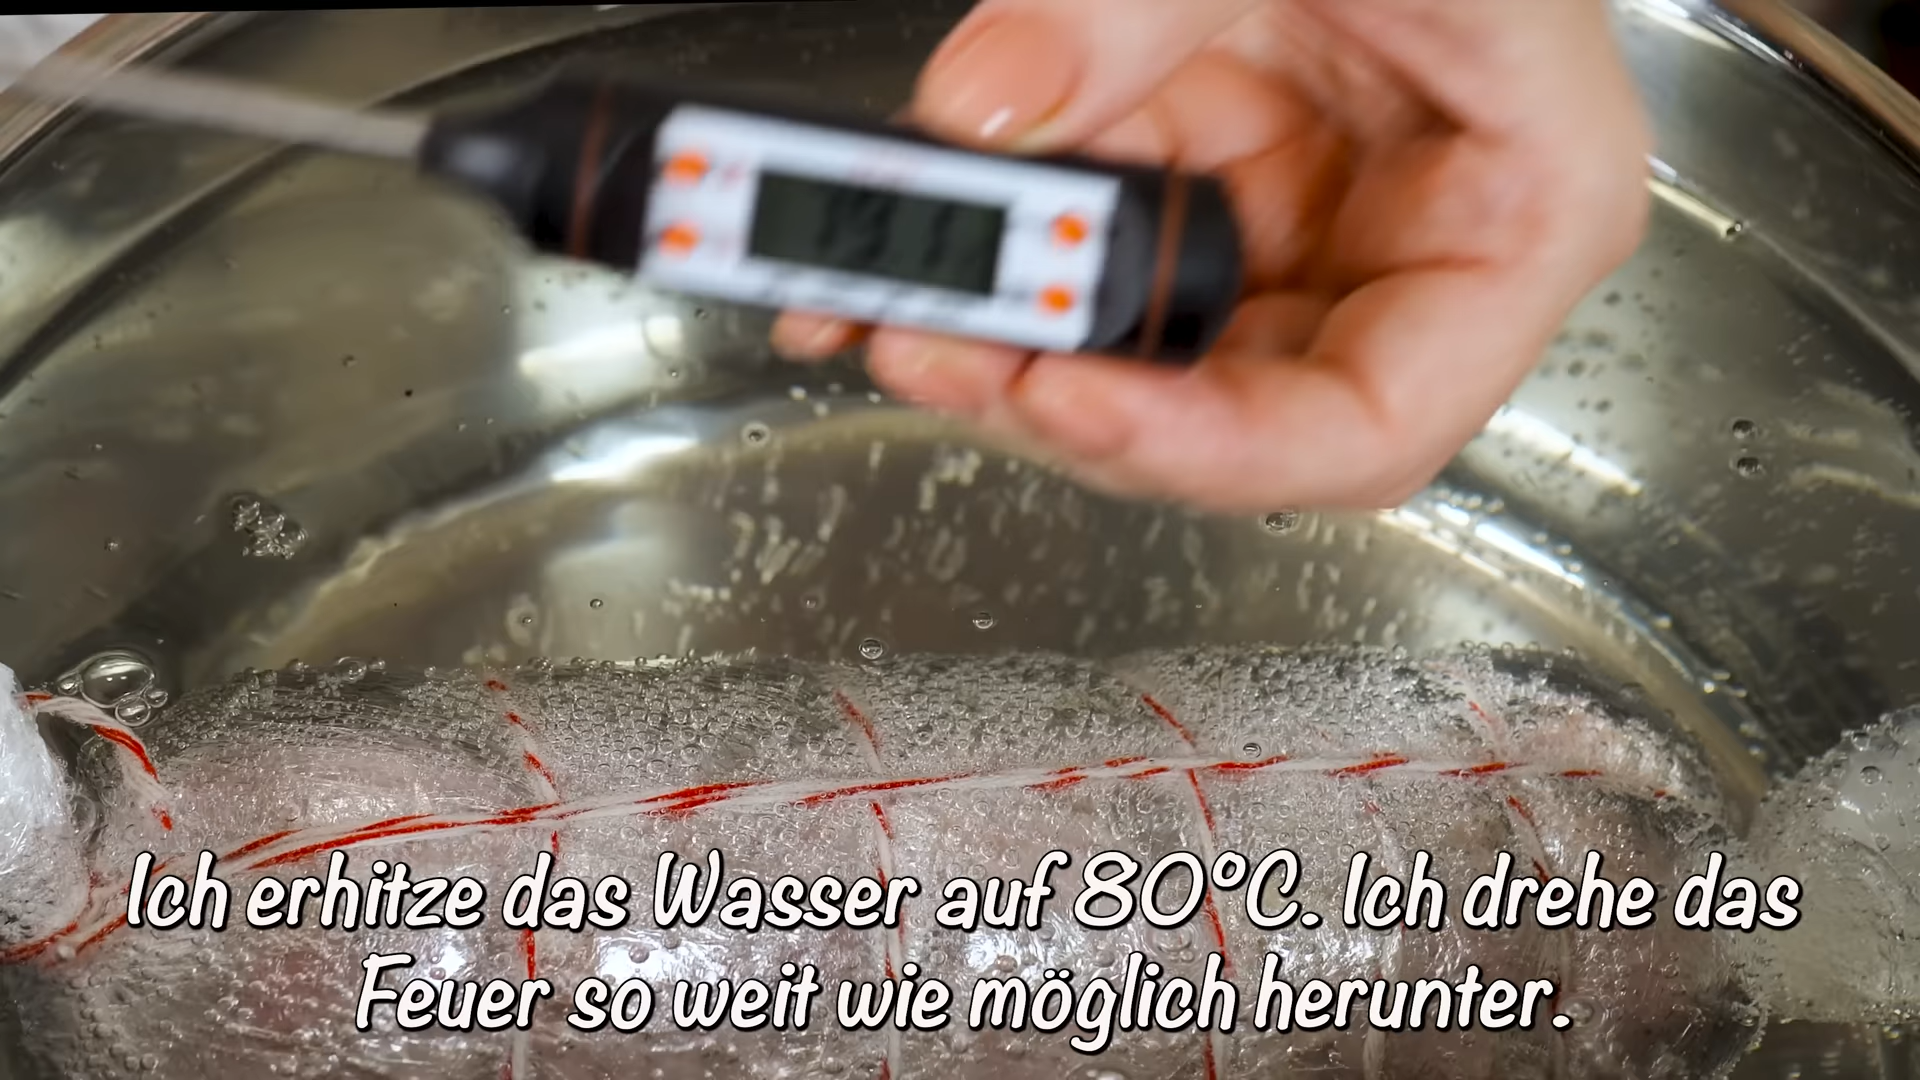 Ich erhitze das Wasser auf 80°C. Ich drehe das
Feuer so weit wie möglich herunter.